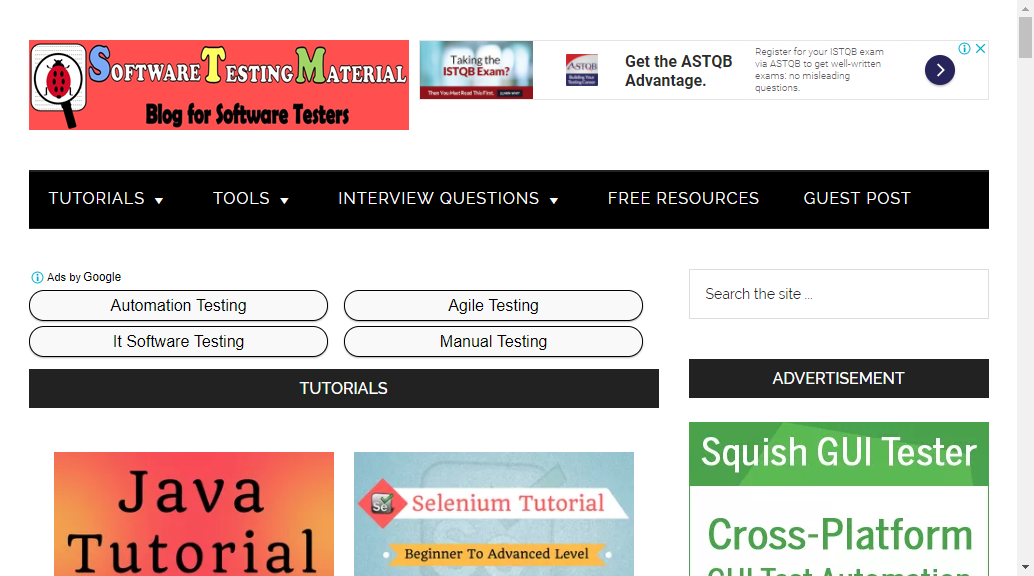 SOFTWARE TESTING MATERIAL
Blog for Software Testers
Taking the
ISTQB Exam?
Then You Must Read This First.
ASTQB
Get the ASTQB
Advantage.
Register for your ISTQB exam
via ASTQB to get well-written
exams: no misleading
questions.
TUTORIALS
TOOLS
INTERVIEW QUESTIONS
FREE RESOURCES
GUEST POST
Ads by Google
Automation Testing
Agile Testing
It Software Testing
Manual Testing
TUTORIALS
Java
Tutorial
Se
Selenium Tutorial
Beginner To Advanced Level
Search the site ...
ADVERTISEMENT
Squish GUI Tester
Cross-Platform
GUI Test Automation